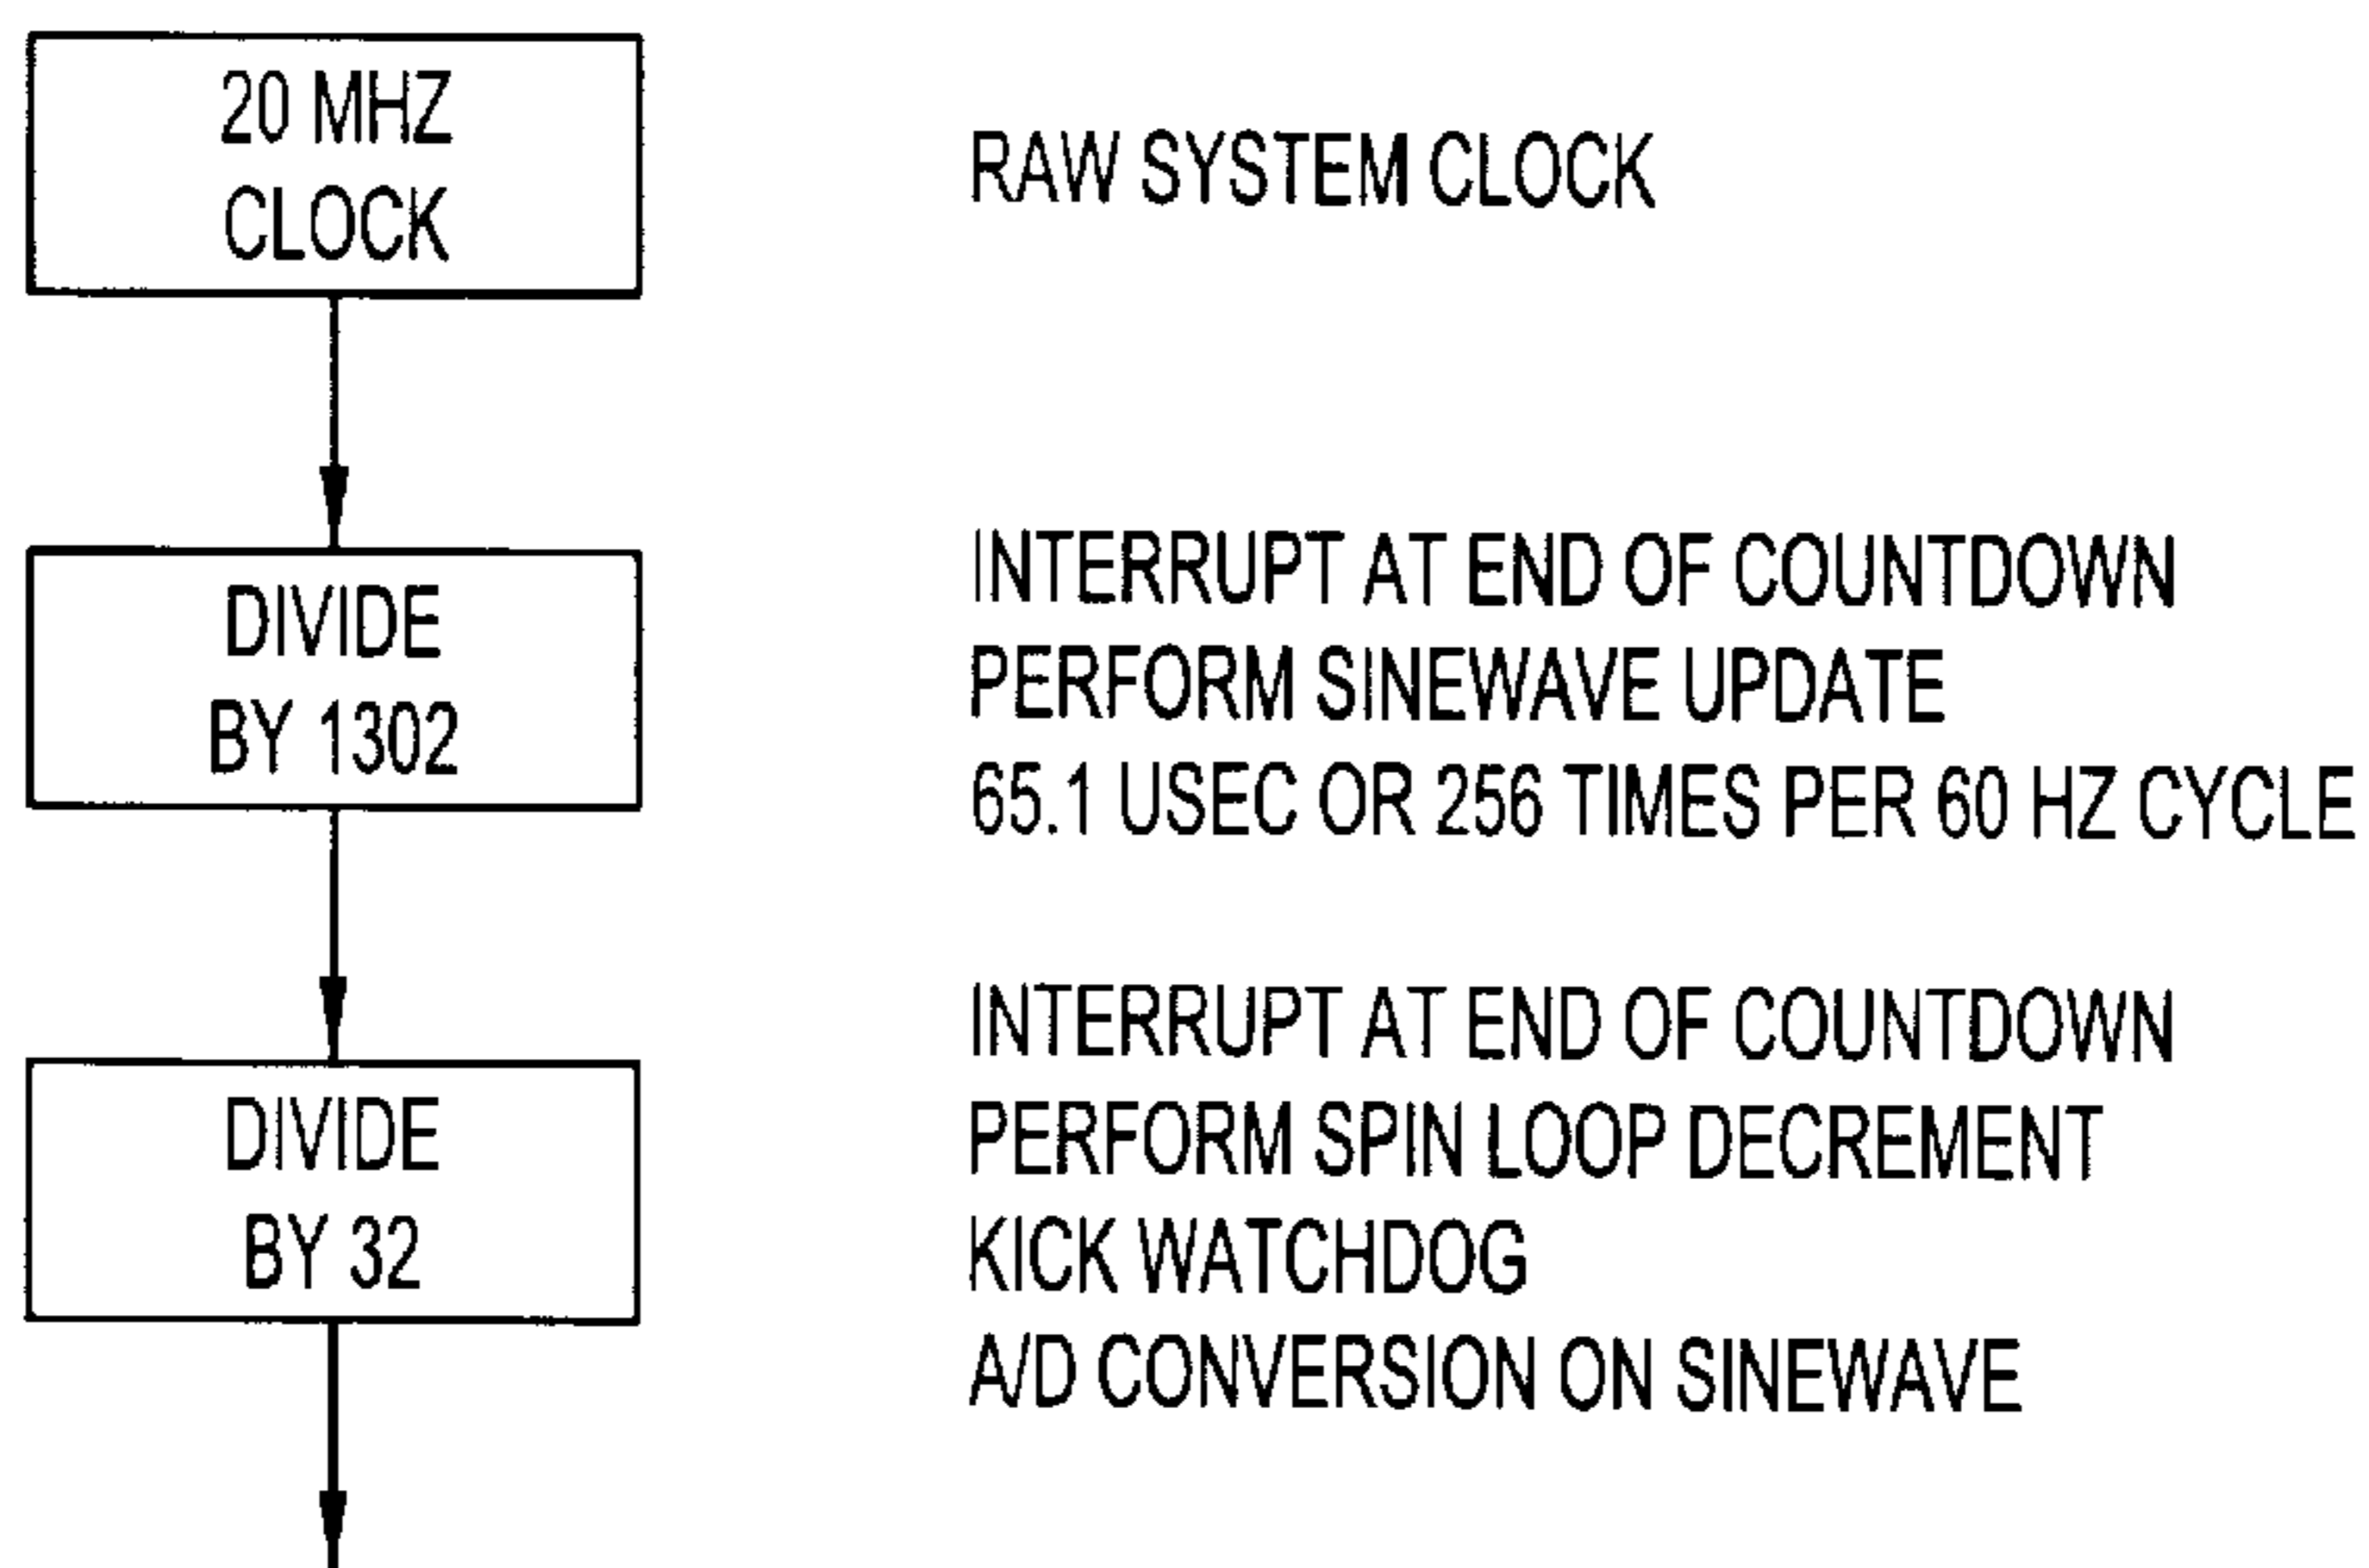 20 MHZ
CLOCK
RAW SYSTEM CLOCK
DIVIDE
BY 1302
INTERRUPT AT END OF COUNTDOWN
PERFORM SINEWAVE UPDATE
65.1 USEC OR 256 TIMES PER 60 HZ CYCLE
DIVIDE
BY 32
INTERRUPT AT END OF COUNTDOWN
PERFORM SPIN LOOP DECREMENT
KICK WATCHDOG
A/D CONVERSION ON SINEWAVE